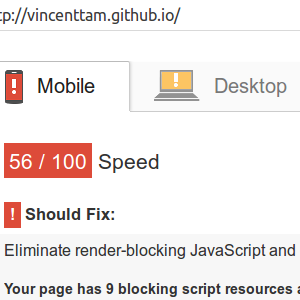 tp://vincenttam.github.io/
! Mobile
! Desktop
56 / 100 Speed
! Should Fix:
Eliminate render-blocking JavaScript and
Your page has 9 blocking script resources a